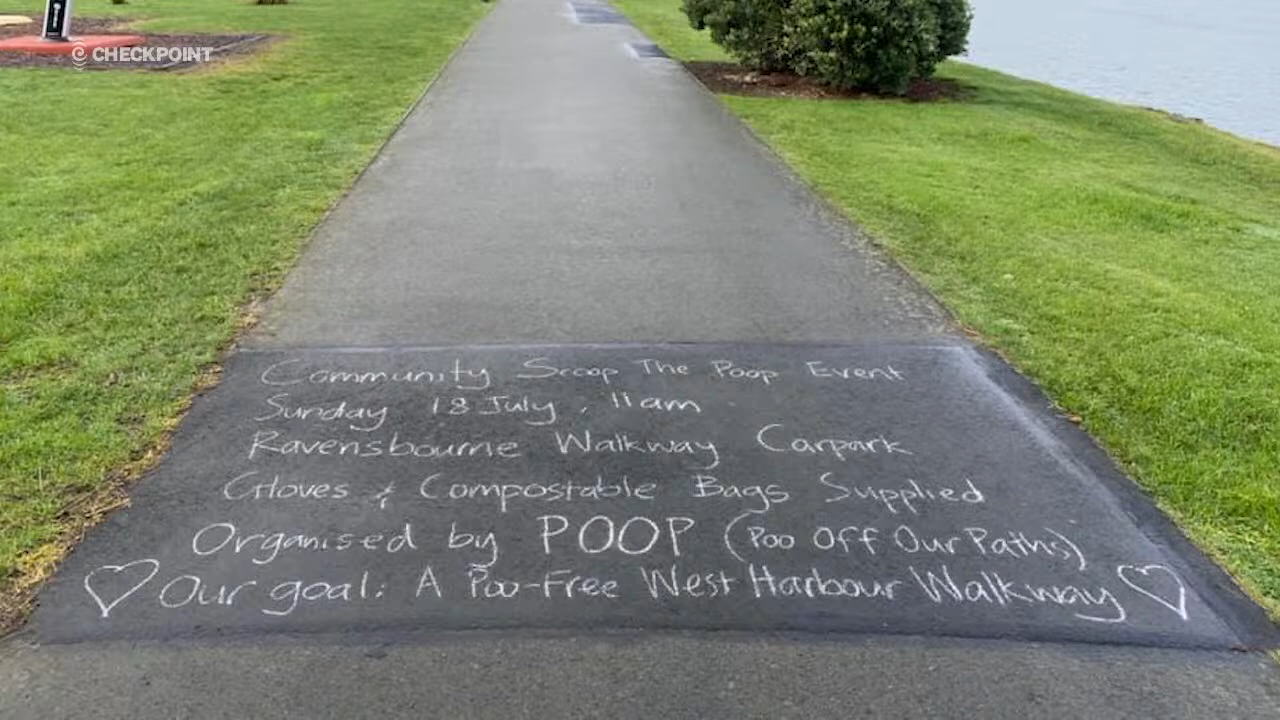 CHECKPOINT
Community Scoop The Poop Event
Sunday 18 July, 11am
Ravensbourne Walkway Carpark
Gloves & Compostable Bags Supplied
Organised by POOP (Poo Off Our Paths)
♡ Our goal: A Poo-Free West Harbour Walkway ♡